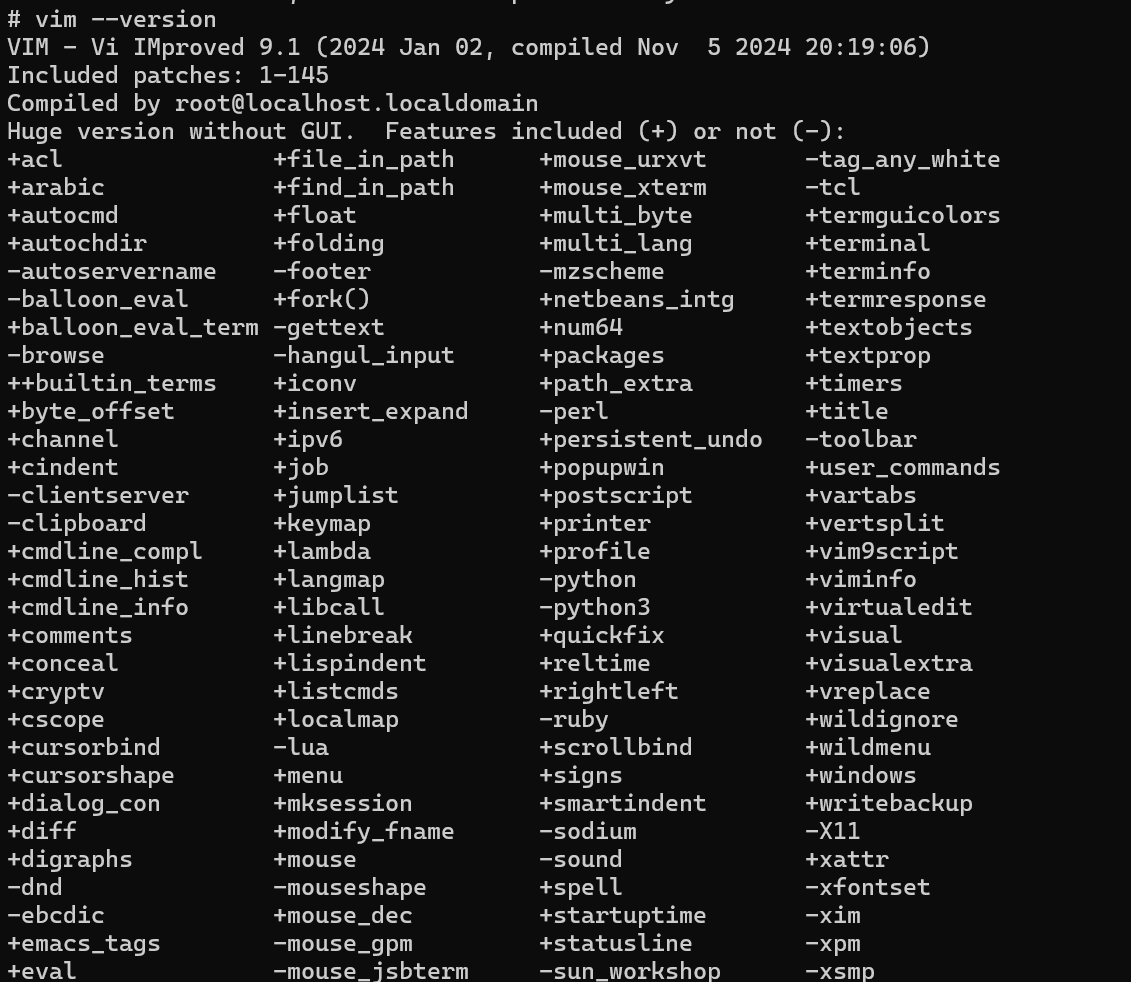 # vim --version
VIM - Vi IMproved 9.1 (2024 Jan 02, compiled Nov  5 2024 20:19:06)
Included patches: 1-145
Compiled by root@localhost.localdomain
Huge version without GUI.  Features included (+) or not (-):
+acl               +file_in_path      +mouse_urxvt       -tag_any_white
+arabic            +find_in_path      +mouse_xterm       -tcl
+autocmd           +float             +multi_byte        +termguicolors
+autochdir         +folding           +multi_lang        +terminal
-autoservername    -footer            -mzscheme          +terminfo
-balloon_eval      +fork()            +netbeans_intg     +termresponse
+balloon_eval_term -gettext           +num64             +textobjects
-browse            -hangul_input      +packages          +textprop
++builtin_terms    +iconv             +path_extra        +timers
+byte_offset       +insert_expand     -perl              +title
+channel           +ipv6              +persistent_undo   -toolbar
+cindent           +job               +popupwin          +user_commands
-clientserver      +jumplist          +postscript        +vartabs
-clipboard         +keymap            +printer           +vertsplit
+cmdline_compl     +lambda            +profile           +vim9script
+cmdline_hist      +langmap           -python            +viminfo
+cmdline_info      +libcall           -python3           +virtualedit
+comments          +linebreak         +quickfix          +visual
+conceal           +lispindent        +reltime           +visualextra
+cryptv            +listcmds          +rightleft         +vreplace
+cscope            +localmap          -ruby              +wildignore
+cursorbind        -lua               +scrollbind        +wildmenu
+cursorshape       +menu              +signs             +windows
+dialog_con        +mksession         +smartindent       +writebackup
+diff              +modify_fname      -sodium            -X11
+digraphs          +mouse             -sound             +xattr
-dnd               -mouseshape        +spell             -xfontset
-ebcdic            +mouse_dec         +startuptime       -xim
+emacs_tags        -mouse_gpm         +statusline        -xpm
+eval              -mouse_jsbterm     -sun_workshop      -xsmp